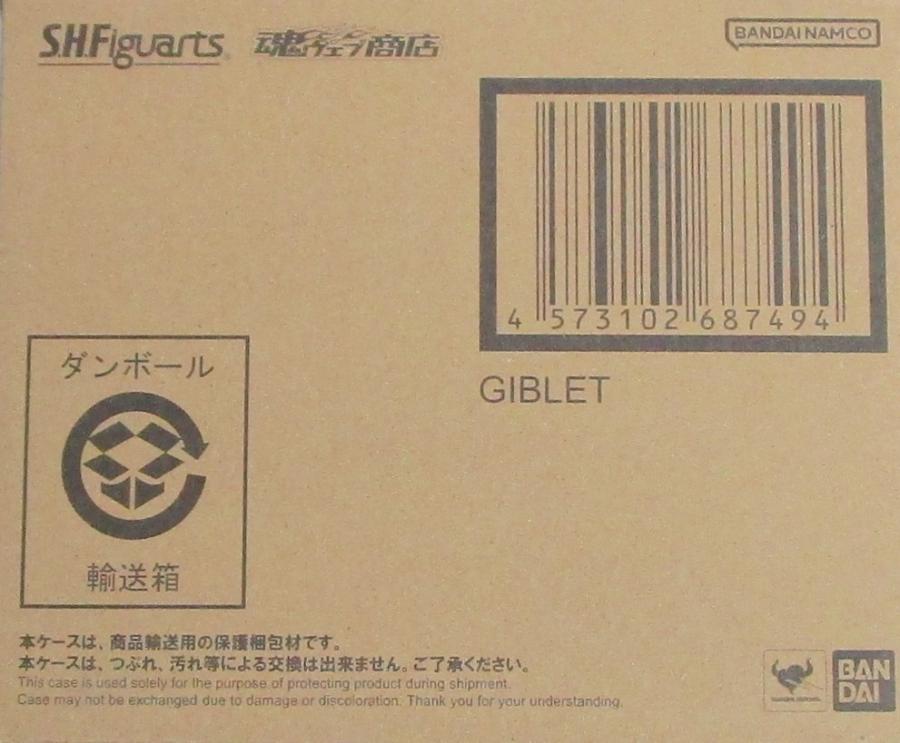 S.H.Figuarts
魂ウェブ商店
BANDAI NAMCO
4 573102 687494
GIBLET
ダンボール
輸送箱
本ケースは、商品輸送用の保護梱包材です。
本ケースは、つぶれ、汚れ等による交換は出来ません。ご了承ください。
This case is used solely for the purpose of protecting product during shipment.
Case may not be exchanged due to damage or discoloration. Thank you for your understanding.
BAN
DAI